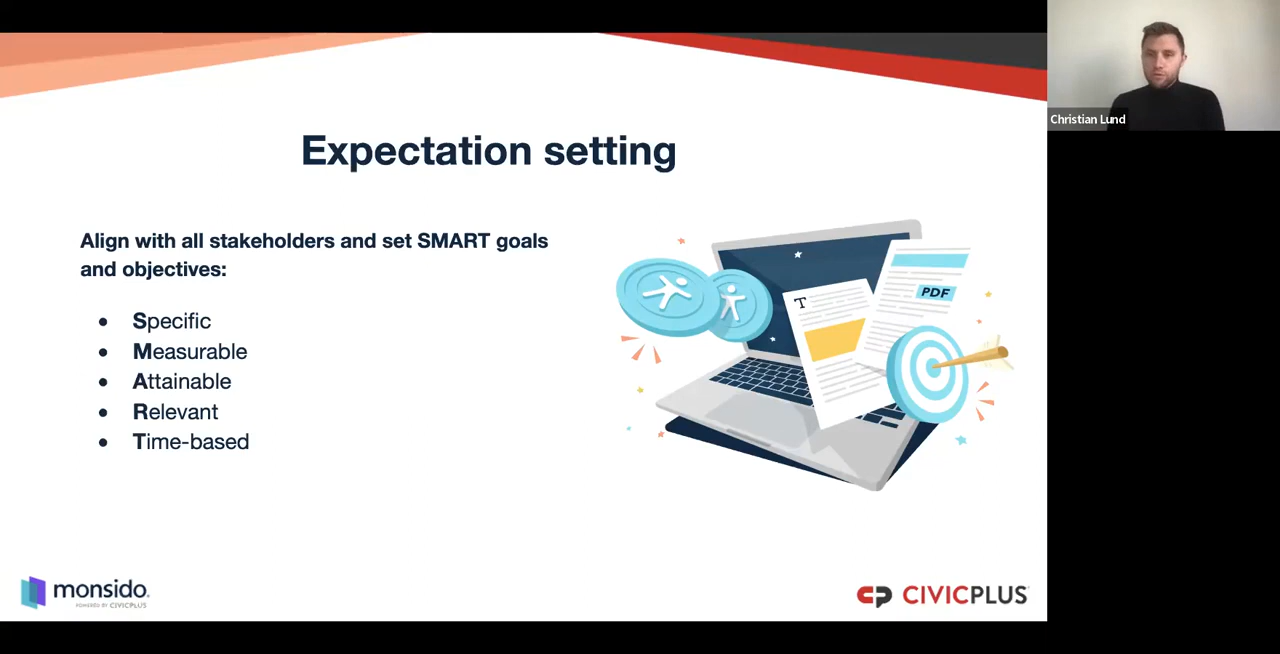 Christian Lund
Expectation setting
Align with all stakeholders and set SMART goals
and objectives:
• Specific
• Measurable
• Attainable
• Relevant
• Time-based
T
PDF
monsido.
POWERED BY CIVICPLUS
CP CIVICPLUS